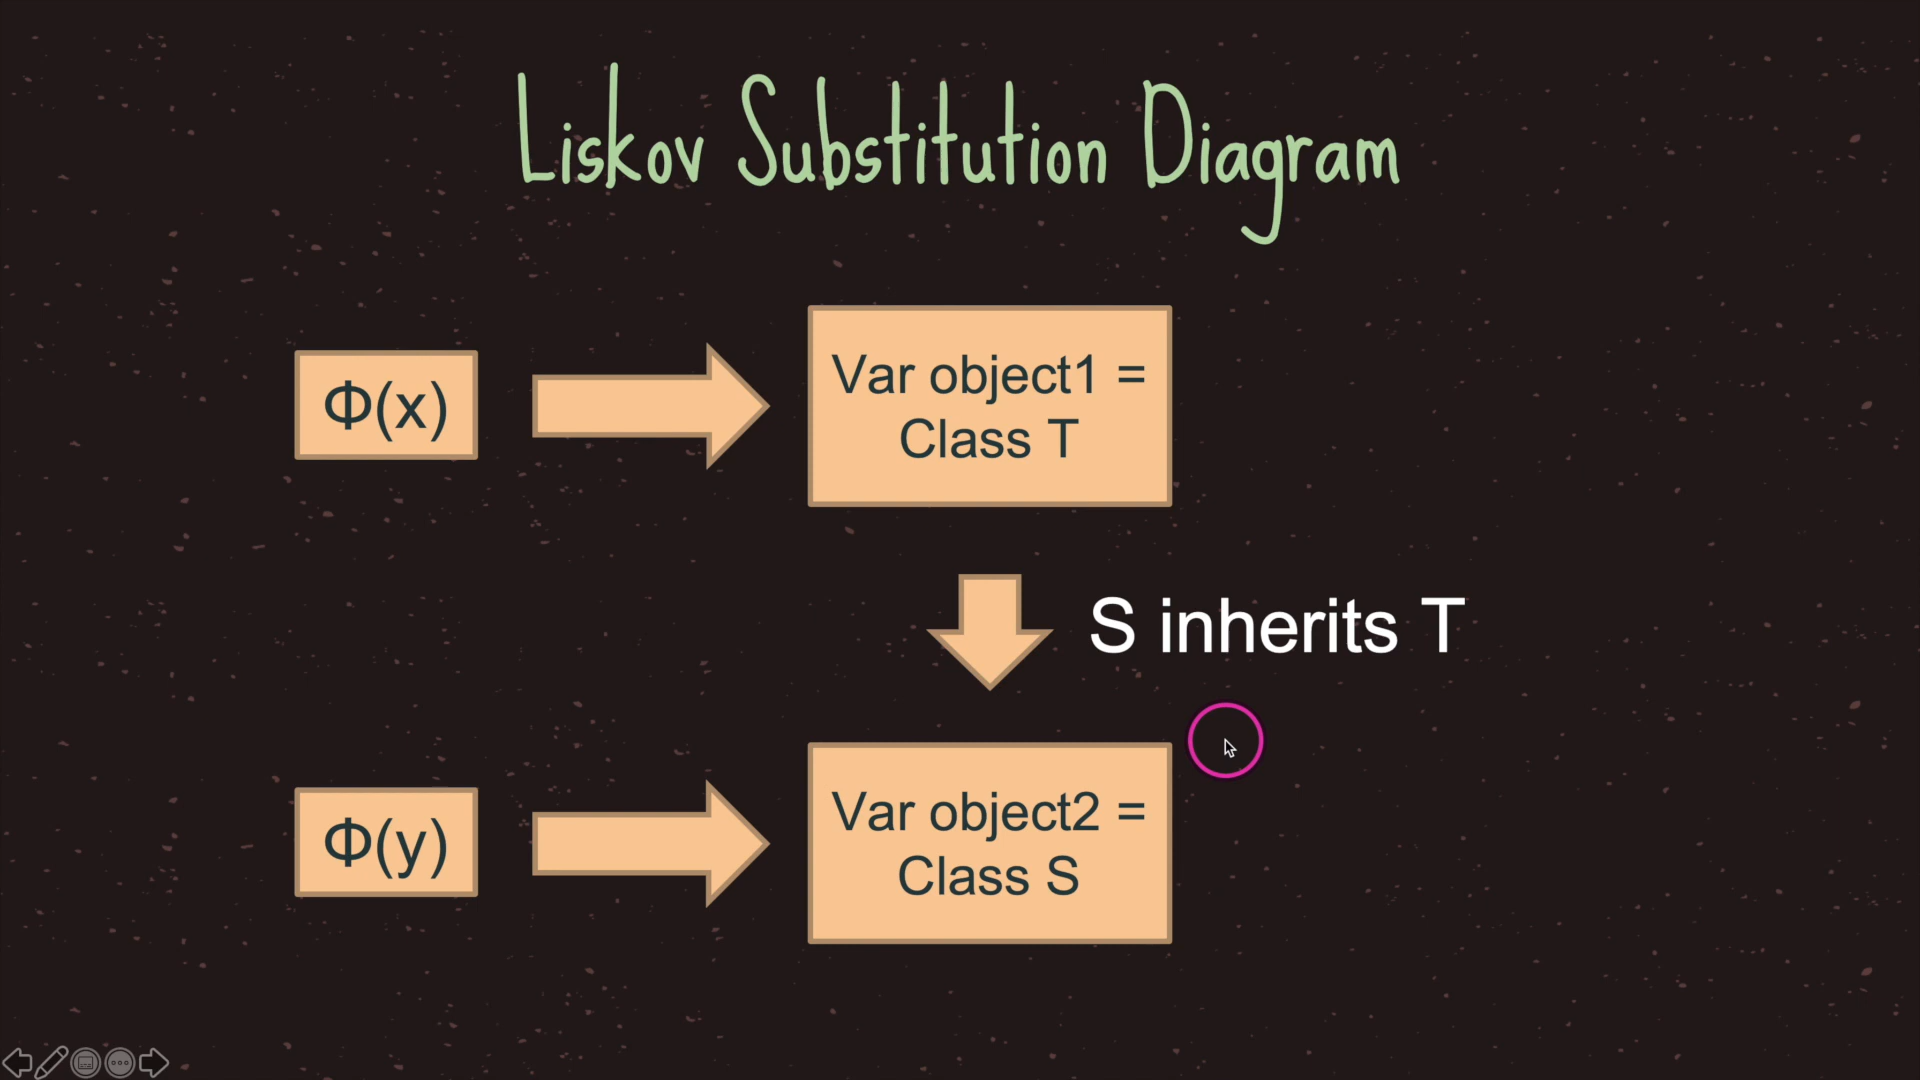 Liskov Substitution Diagram
Φ(x)
Var object1 =
Class T
S inherits T
Φ(y)
Var object2 =
Class S